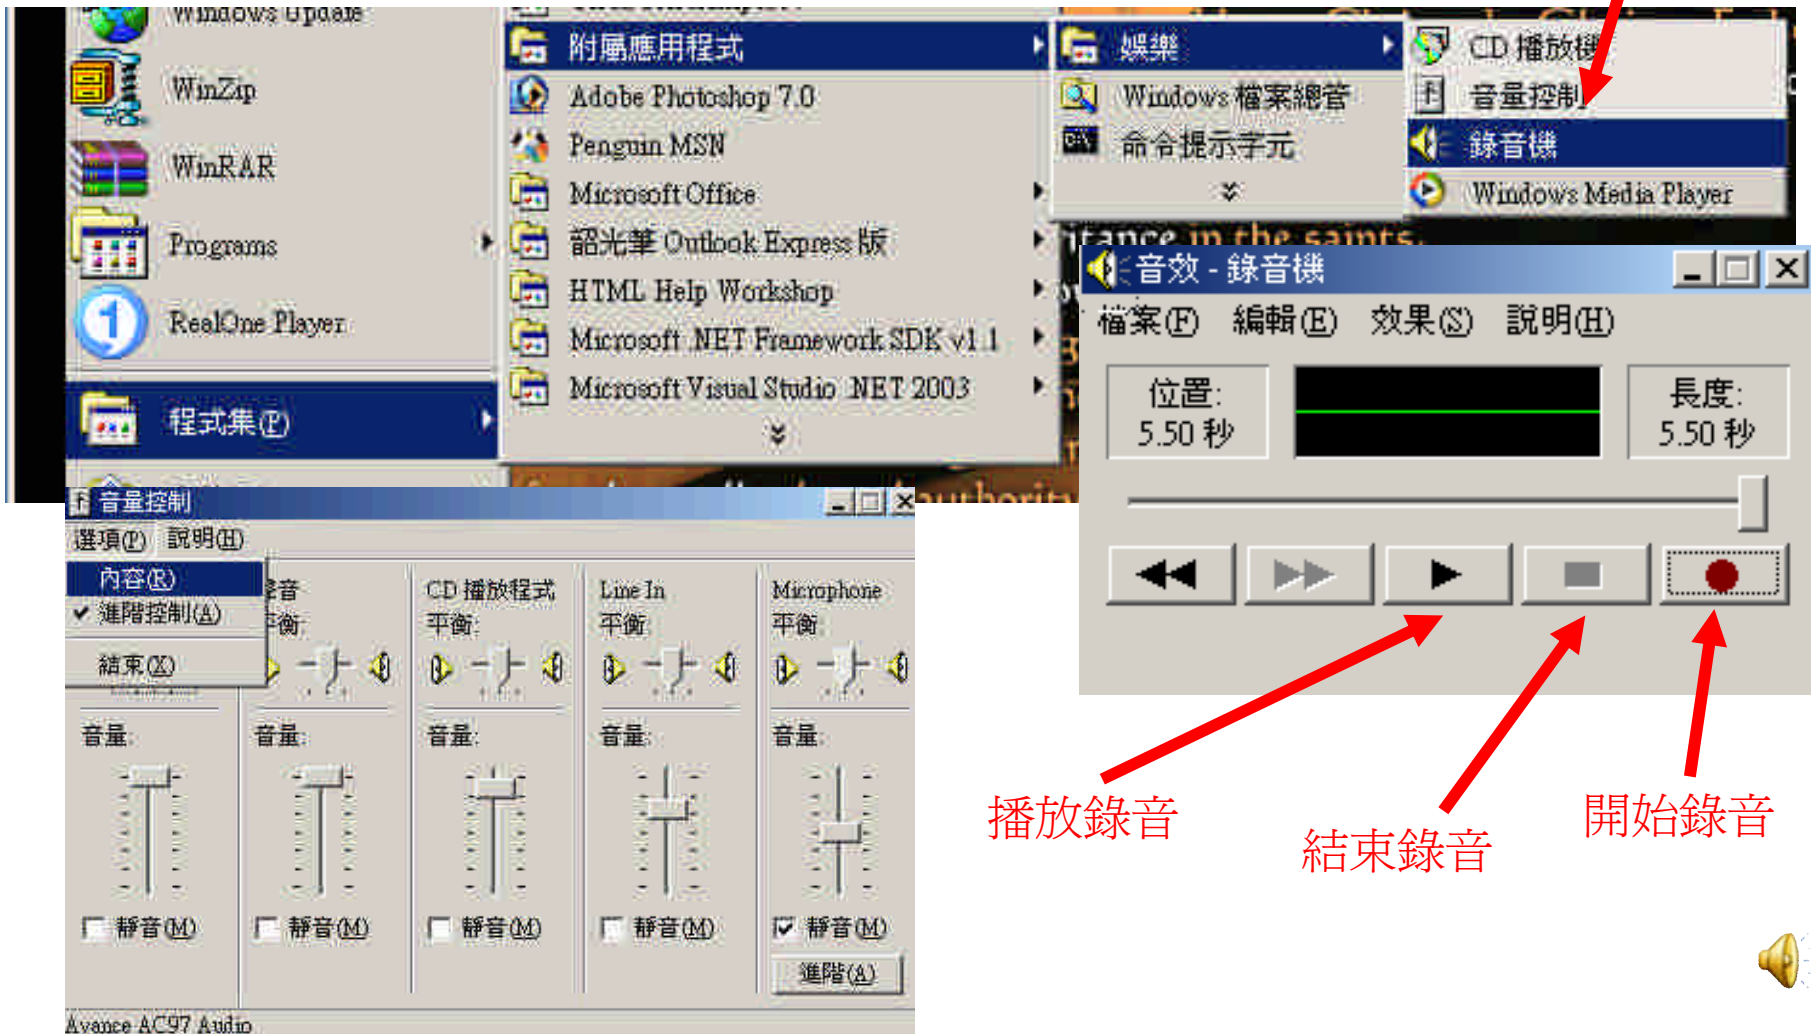 Windows Update
WinZip
WinRAR
Programs
RealOne Player
程式集(P)
附屬應用程式
Adobe Photoshop 7.0
Penguin MSN
Microsoft Office
韶光筆 Outlook Express 版
HTML Help Workshop
Microsoft .NET Framework SDK v1.1
Microsoft Visual Studio .NET 2003
娛樂
Windows 檔案總管
命令提示字元
CD 播放機
音量控制
錄音機
Windows Media Player
in the saints.
音效 - 錄音機
檔案(F) 編輯(E) 效果(S) 說明(H)
位置:
5.50 秒
長度:
5.50 秒
播放錄音
結束錄音
開始錄音
音量控制
選項(P) 說明(H)
內容(R)
進階控制(A)
結束(X)
音
平衡:
CD 播放程式
平衡:
Line In
平衡:
Microphone
平衡:
音量:
音量:
音量:
音量:
音量:
靜音(M)
靜音(M)
靜音(M)
靜音(M)
靜音(M)
進階(A)
Avance AC97 Audio